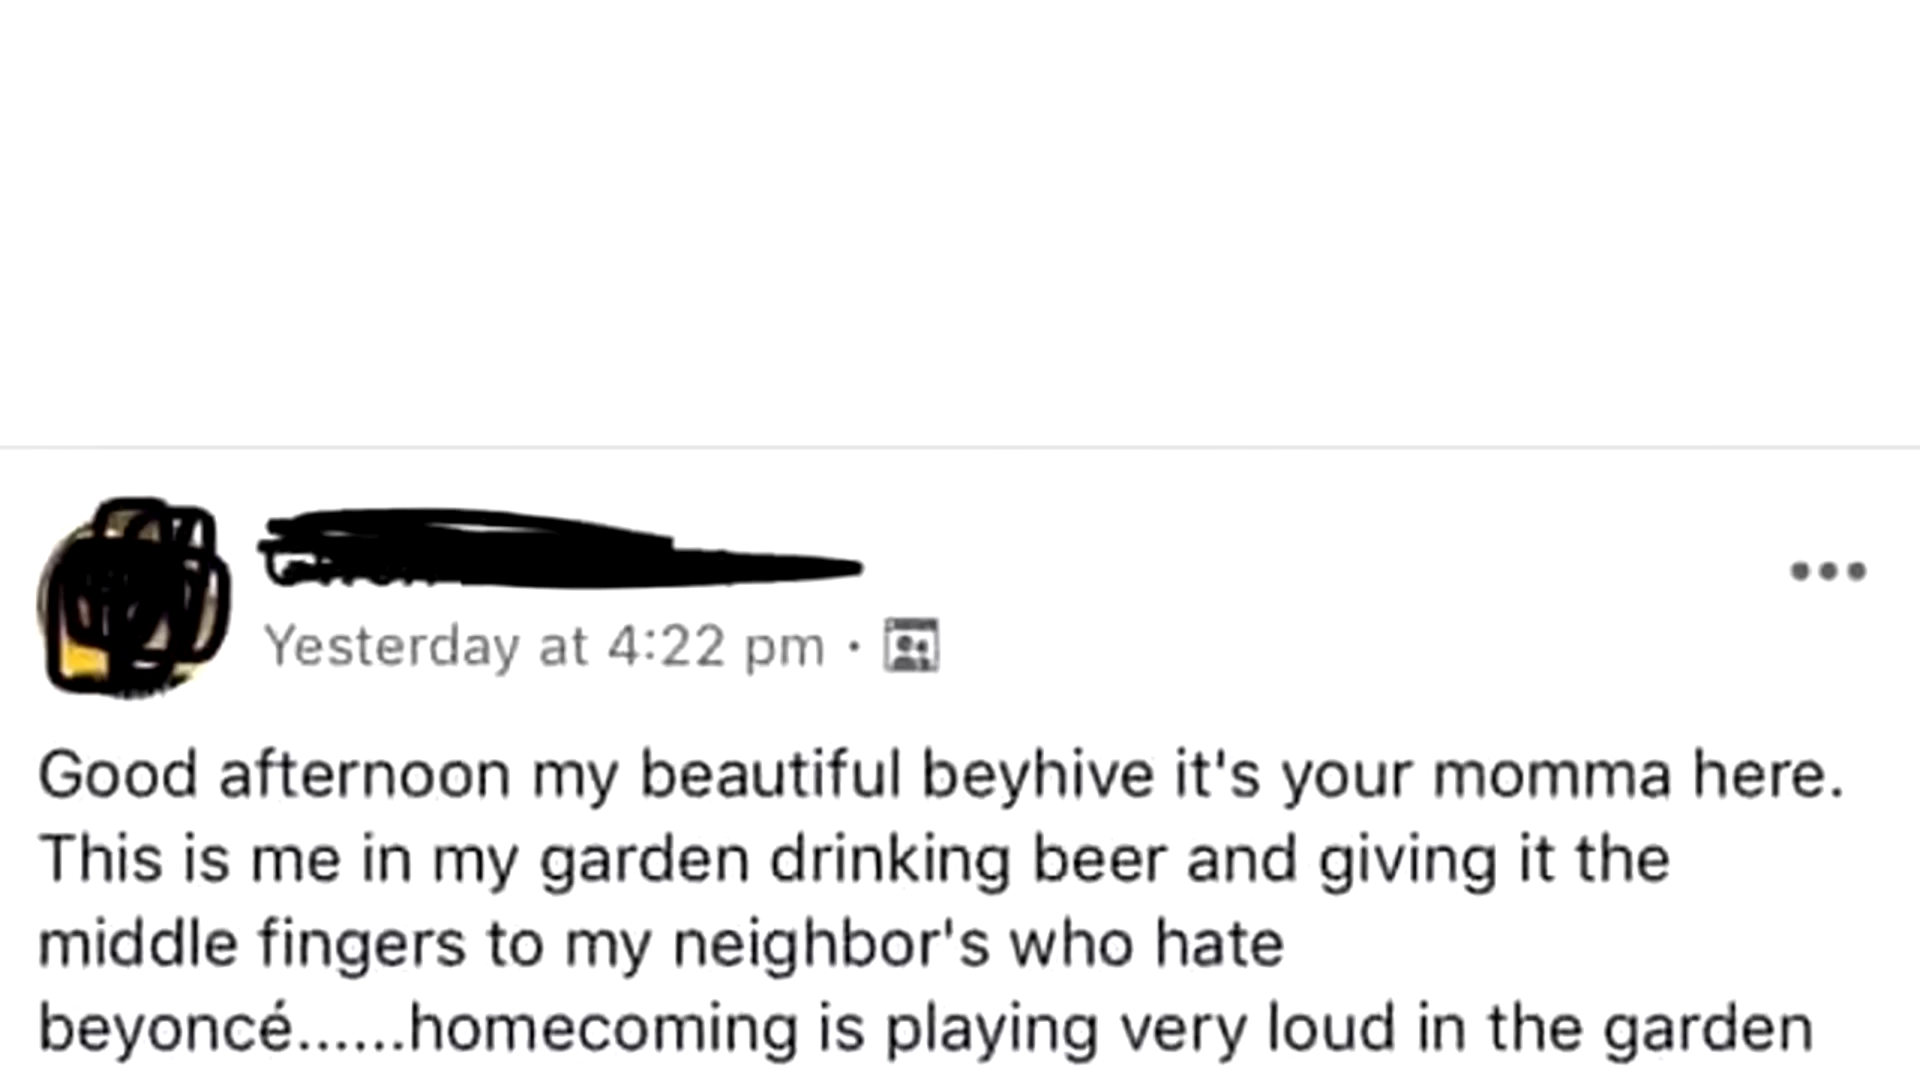 Yesterday at 4:22 pm ·
Good afternoon my beautiful beyhive it's your momma here.
This is me in my garden drinking beer and giving it the
middle fingers to my neighbor's who hate
beyoncé......homecoming is playing very loud in the garden